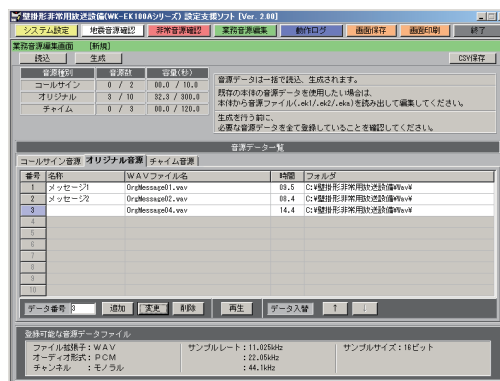 壁掛形非常用放送設備(WK-EK100Aシリーズ) 設定支援ソフト [Ver. 2.00]
システム設定 地袋音源確認 非常音源確認 業務音源編集 動作ログ 画面保存 画面印刷 終了
業務音源編集画面 [新規]
読込 生成 CSV保存
音源種別 音源数 容量(秒)
コールサイン 0 / 2 00.0 / 10.0
オリジナル 3 / 10 32.3 / 300.0
チャイム 0 / 3 00.0 / 120.0
音源データは一括で読込、生成されます。
既存の本体の音源データを使用したい場合は、
本体から音源ファイル(.ek1/.ek2/.eka)を読み出して編集してください。
生成を行う前に、
必要な音源データを全て登録していることを確認してください。
音源データ一覧
コールサイン音源 オリジナル音源 チャイム音源
番号 名称 WAVファイル名 時間 フォルダ
1 メッセージ1 OrgMessage01.wav 09.5 C:¥壁掛形非常用放送設備¥Wav¥
2 メッセージ2 OrgMessage02.wav 08.4 C:¥壁掛形非常用放送設備¥Wav¥
3 OrgMessage04.wav 14.4 C:¥壁掛形非常用放送設備¥Wav¥
4
5
6
7
8
9
10
データ番号 3 追加 変更 削除 再生 データ入替 ↑ ↓
登録可能な音源データファイル
ファイル拡張子:WAV サンプルレート:11.025kHz サンプルサイズ:16ビット
オーディオ形式:PCM :22.05kHz
チャンネル :モノラル :44.1kHz